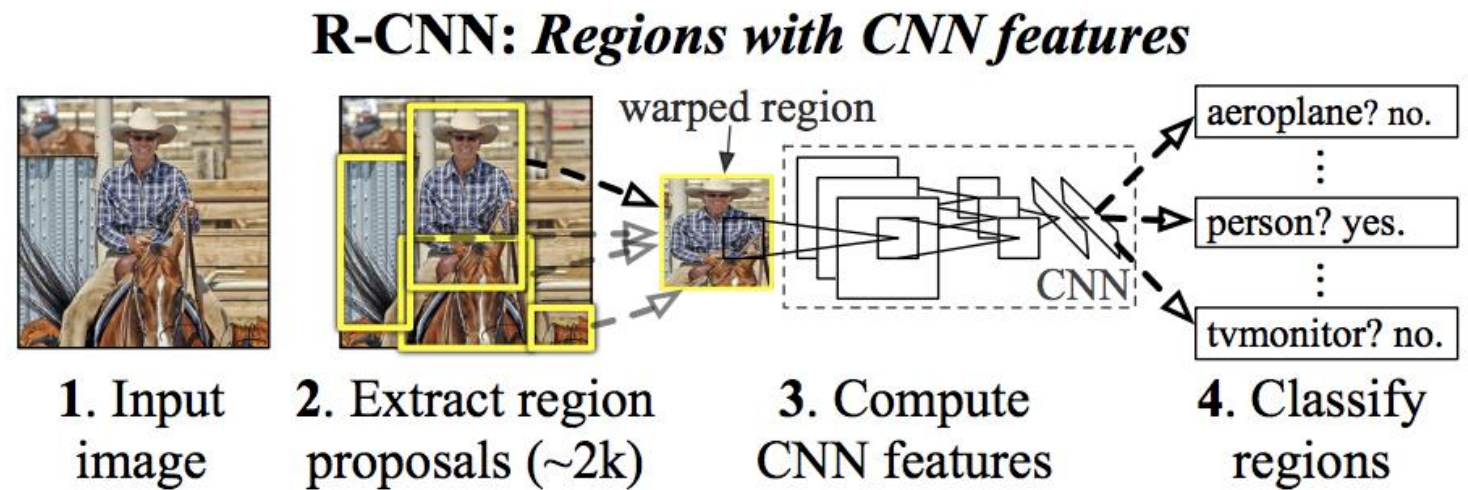 R-CNN: Regions with CNN features
warped region
aeroplane? no.
person? yes.
CNN
tvmonitor? no.
1. Input
image
2. Extract region
proposals (~2k)
3. Compute
CNN features
4. Classify
regions